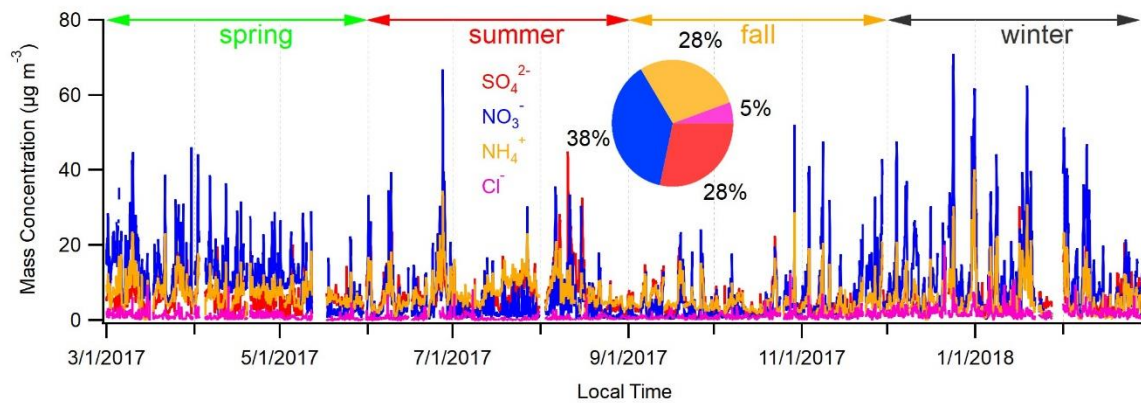 spring summer fall winter
Mass Concentration (µg m⁻³)
80
60
40
20
0
SO₄²⁻
NO₃⁻
NH₄⁺
Cl⁻
28%
5%
38%
28%
3/1/2017 5/1/2017 7/1/2017 9/1/2017 11/1/2017 1/1/2018
Local Time